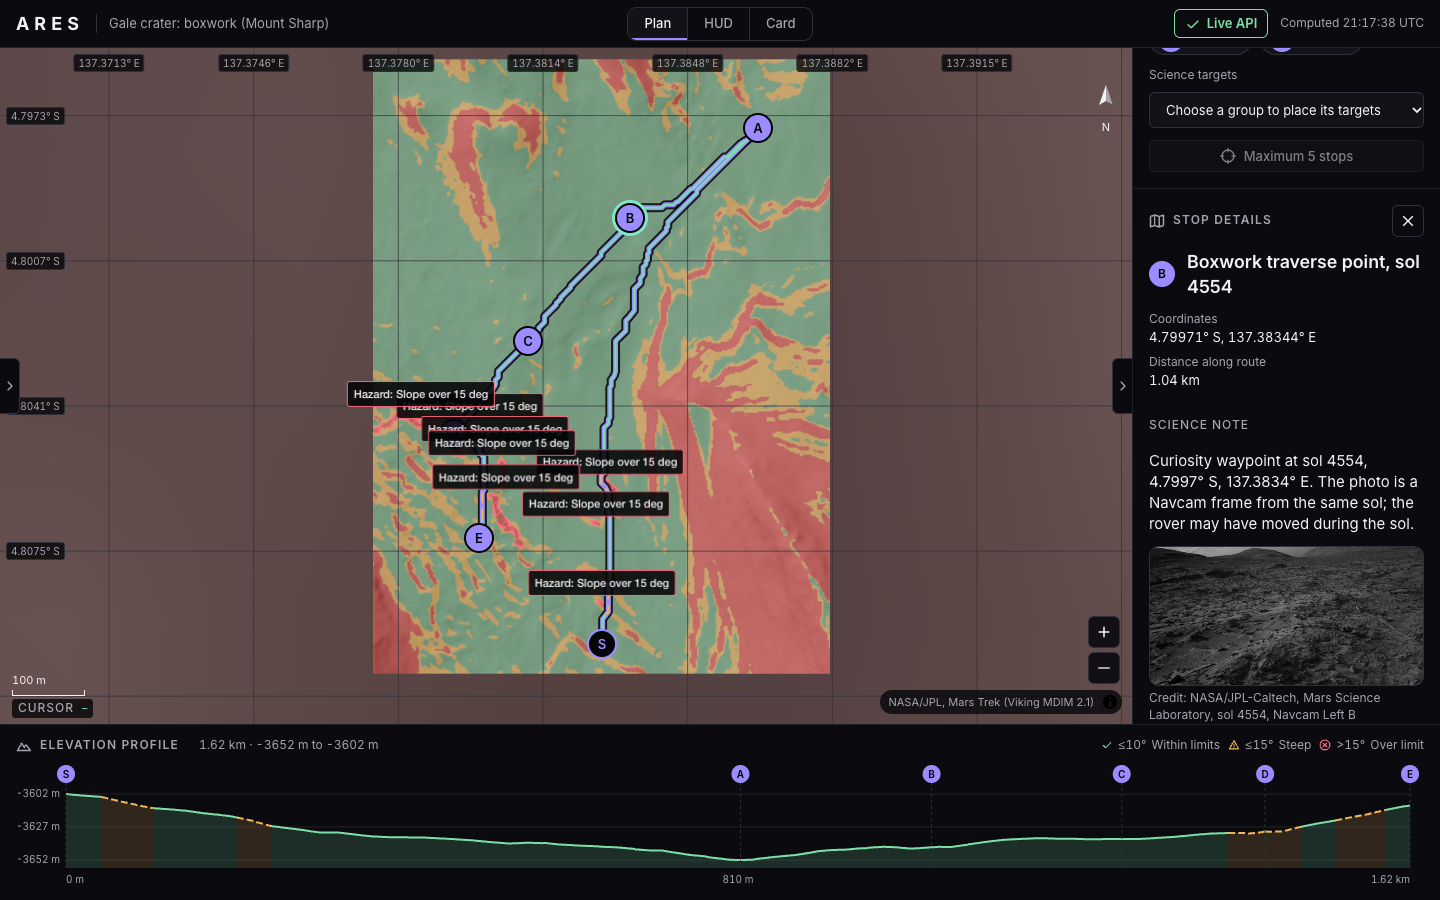 ARES
Gale crater: boxwork (Mount Sharp)
Plan
HUD
Card
Live API
Computed 21:17:38 UTC
137.3713° E
137.3746° E
137.3780° E
137.3814° E
137.3848° E
137.3882° E
137.3915° E
4.7973° S
4.8007° S
8041° S
4.8075° S
N
A
B
C
E
S
Hazard: Slope over 15 deg
Hazard: Slope over 15 deg
Hazard: Slope over 15 deg
Hazard: Slope over 15 deg
Hazard: Slope over 15 deg
Hazard: Slope over 15 deg
Hazard: Slope over 15 deg
Hazard: Slope over 15 deg
100 m
CURSOR –
+
−
NASA/JPL, Mars Trek (Viking MDIM 2.1)
Science targets
Choose a group to place its targets
Maximum 5 stops
STOP DETAILS
B
Boxwork traverse point, sol
4554
Coordinates
4.79971° S, 137.38344° E
Distance along route
1.04 km
SCIENCE NOTE
Curiosity waypoint at sol 4554,
4.7997° S, 137.3834° E. The photo is a
Navcam frame from the same sol; the
rover may have moved during the sol.
Credit: NASA/JPL-Caltech, Mars Science
Laboratory, sol 4554, Navcam Left B
ELEVATION PROFILE
1.62 km · -3652 m to -3602 m
≤10° Within limits
≤15° Steep
>15° Over limit
S
A
B
C
D
E
-3602 m
-3627 m
-3652 m
0 m
810 m
1.62 km